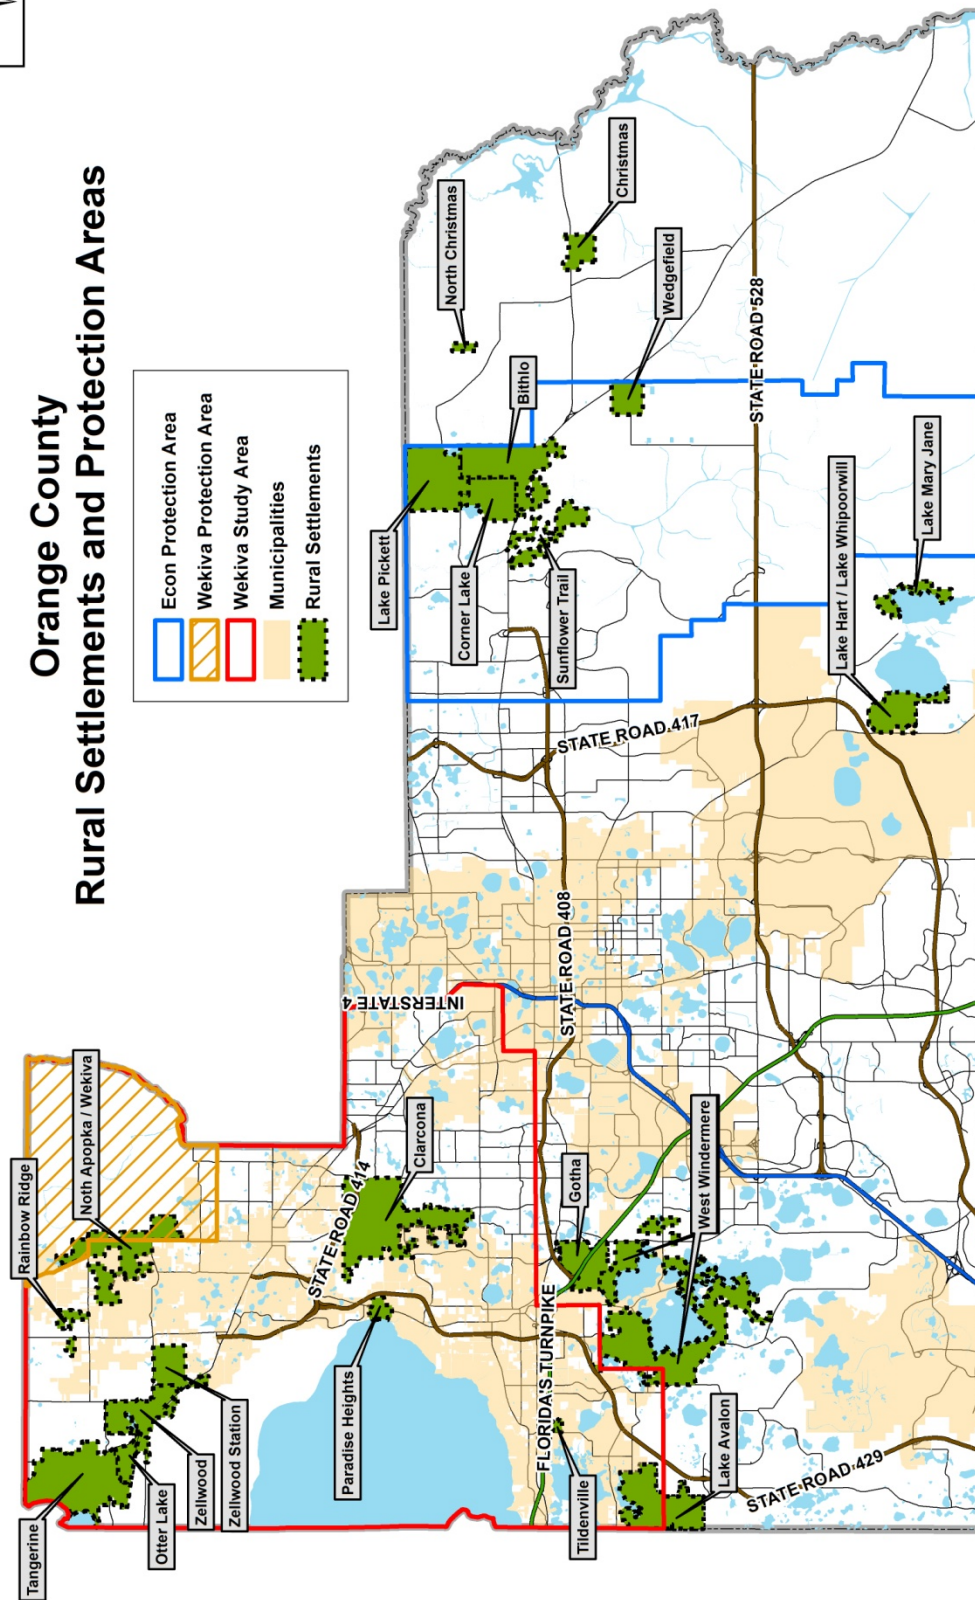 Orange County
Rural Settlements and Protection Areas
Econ Protection Area
Wekiva Protection Area
Wekiva Study Area
Municipalities
Rural Settlements
Tangerine
Otter Lake
Zellwood
Zellwood Station
Rainbow Ridge
Noth Apopka / Wekiva
Paradise Heights
STATE ROAD 414
Clarcona
INTERSTATE 4
Lake Pickett
Corner Lake
Sunflower Trail
Bithlo
North Christmas
Christmas
Wedgefield
Tildenville
FLORIDA'S TURNPIKE
Gotha
STATE ROAD 408
STATE ROAD 417
STATE ROAD 528
West Windermere
Lake Avalon
STATE ROAD 429
Lake Hart / Lake Whipoorwill
Lake Mary Jane